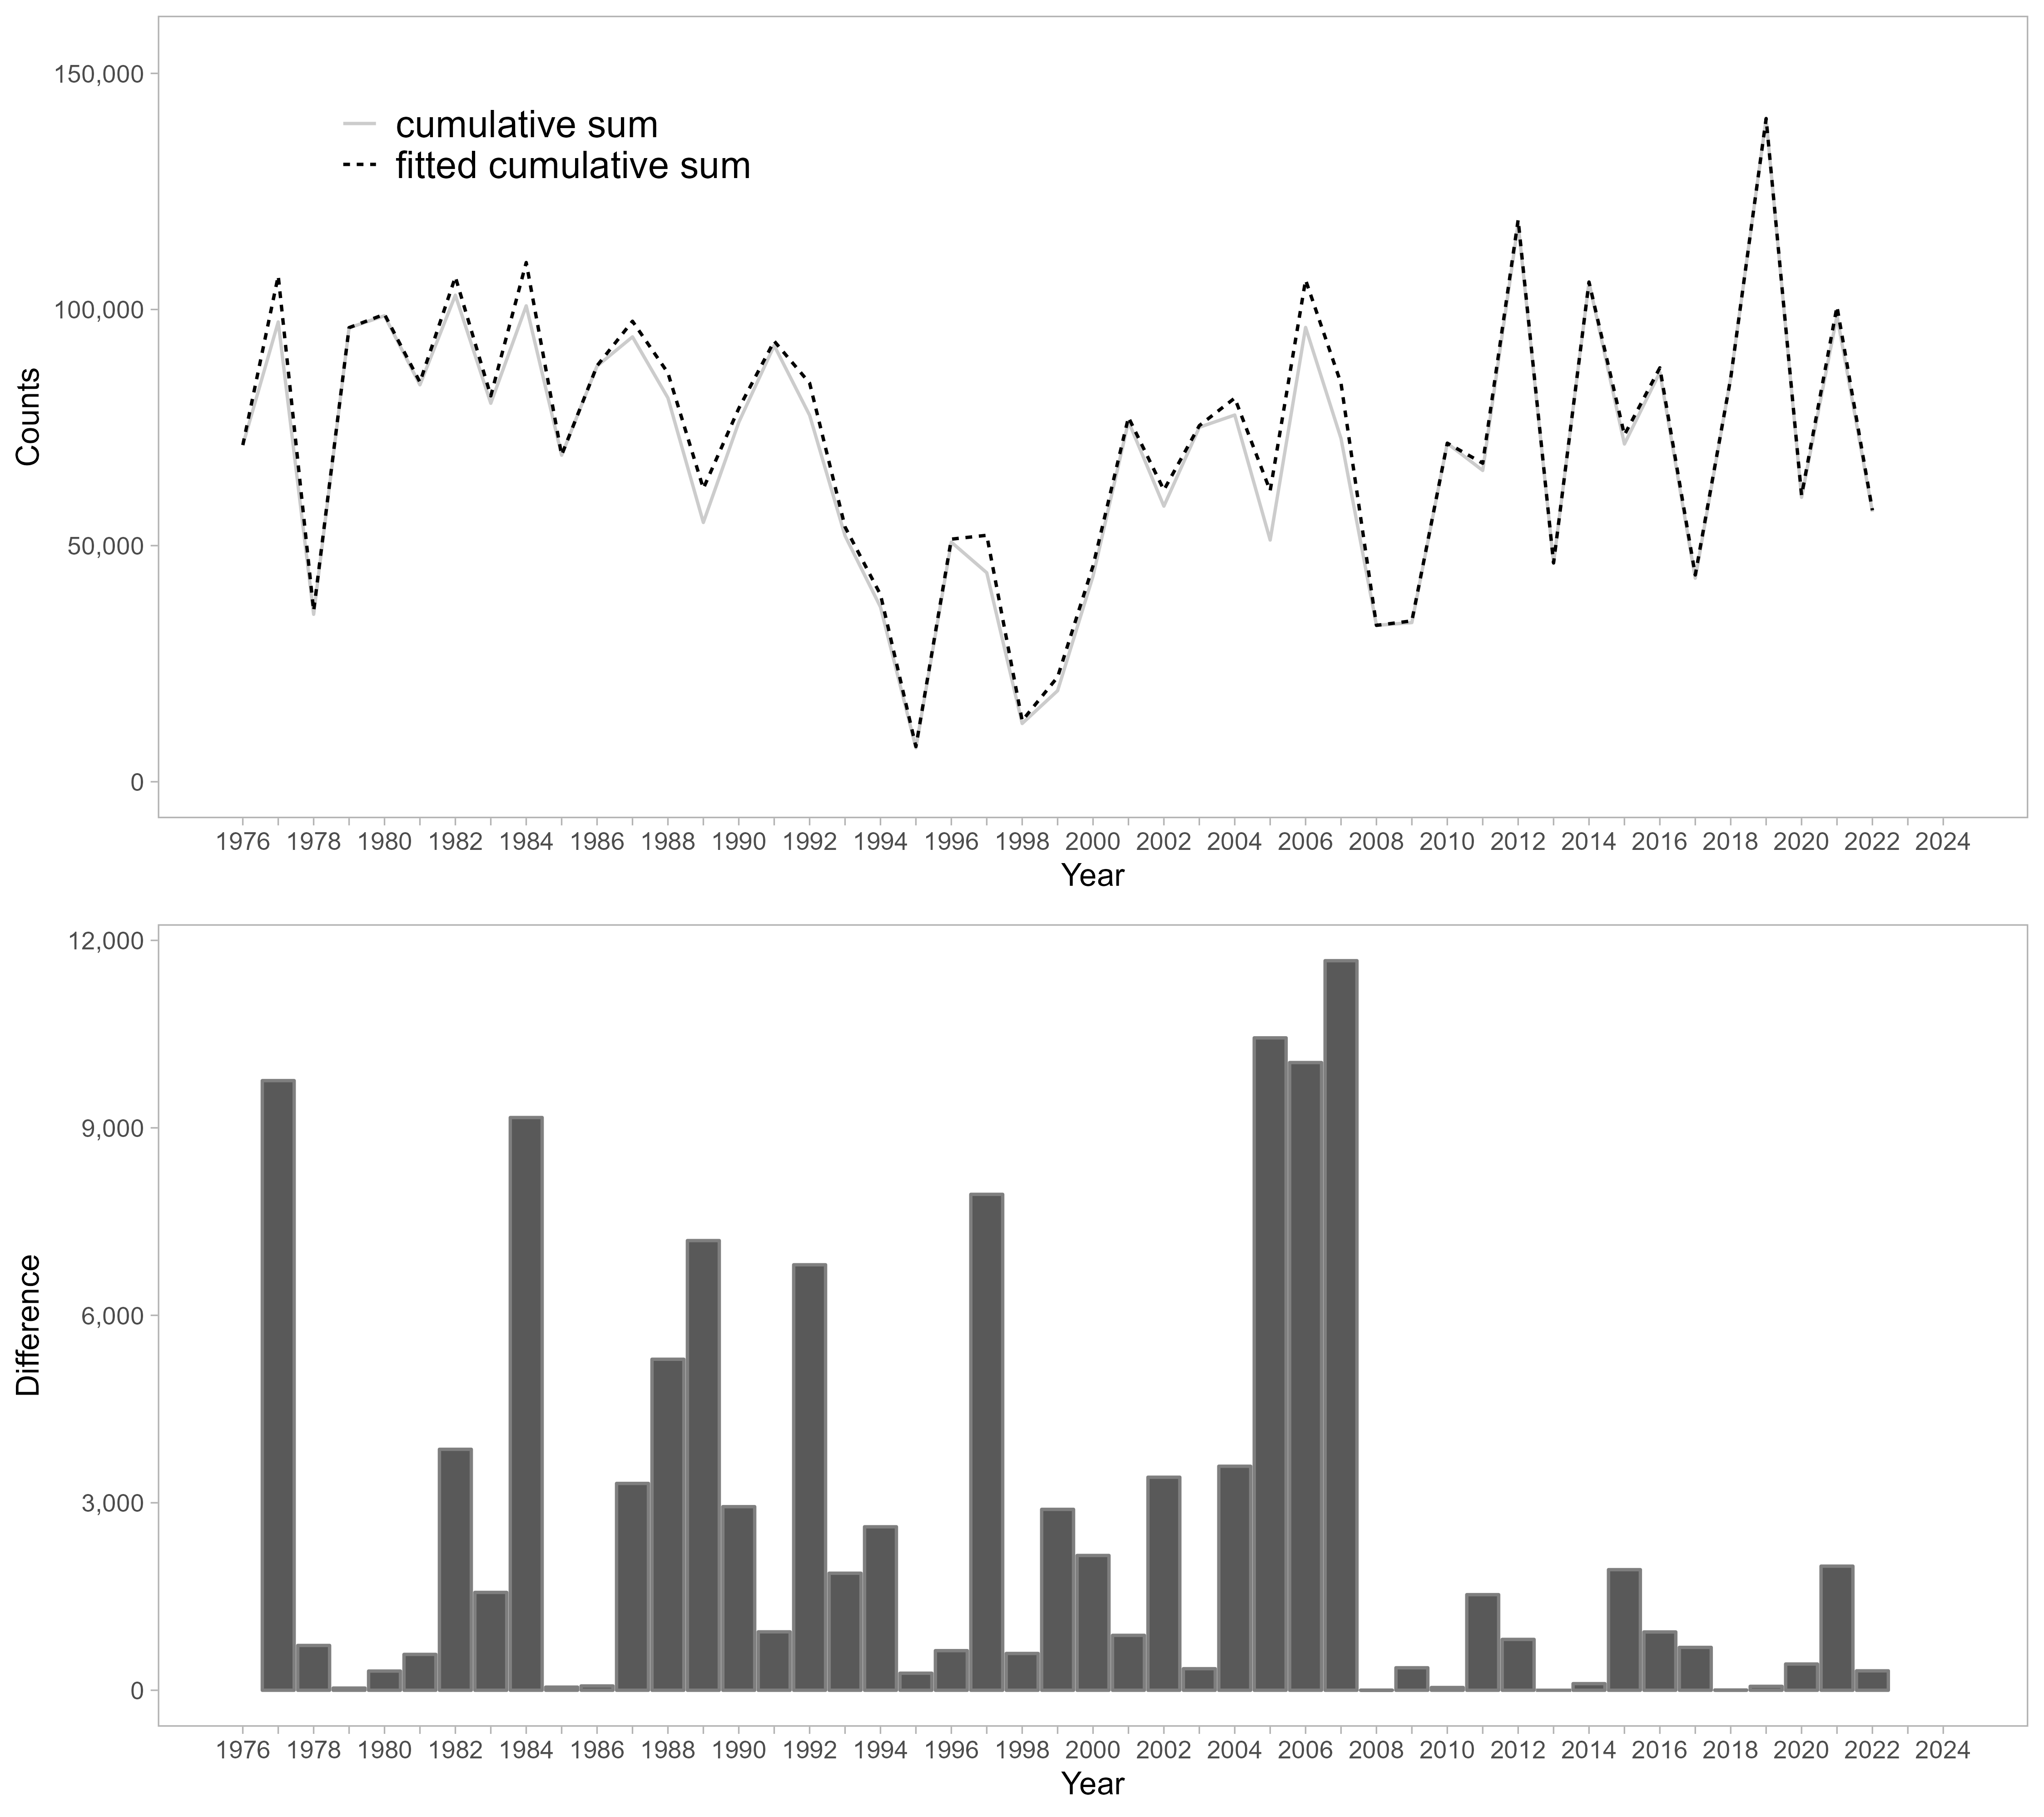 150,000
cumulative sum
fitted cumulative sum
100,000
Counts
50,000
0
1976 1978 1980 1982 1984 1986 1988 1990 1992 1994 1996 1998 2000 2002 2004 2006 2008 2010 2012 2014 2016 2018 2020 2022 2024
Year
12,000
9,000
6,000
Difference
3,000
0
1976 1978 1980 1982 1984 1986 1988 1990 1992 1994 1996 1998 2000 2002 2004 2006 2008 2010 2012 2014 2016 2018 2020 2022 2024
Year